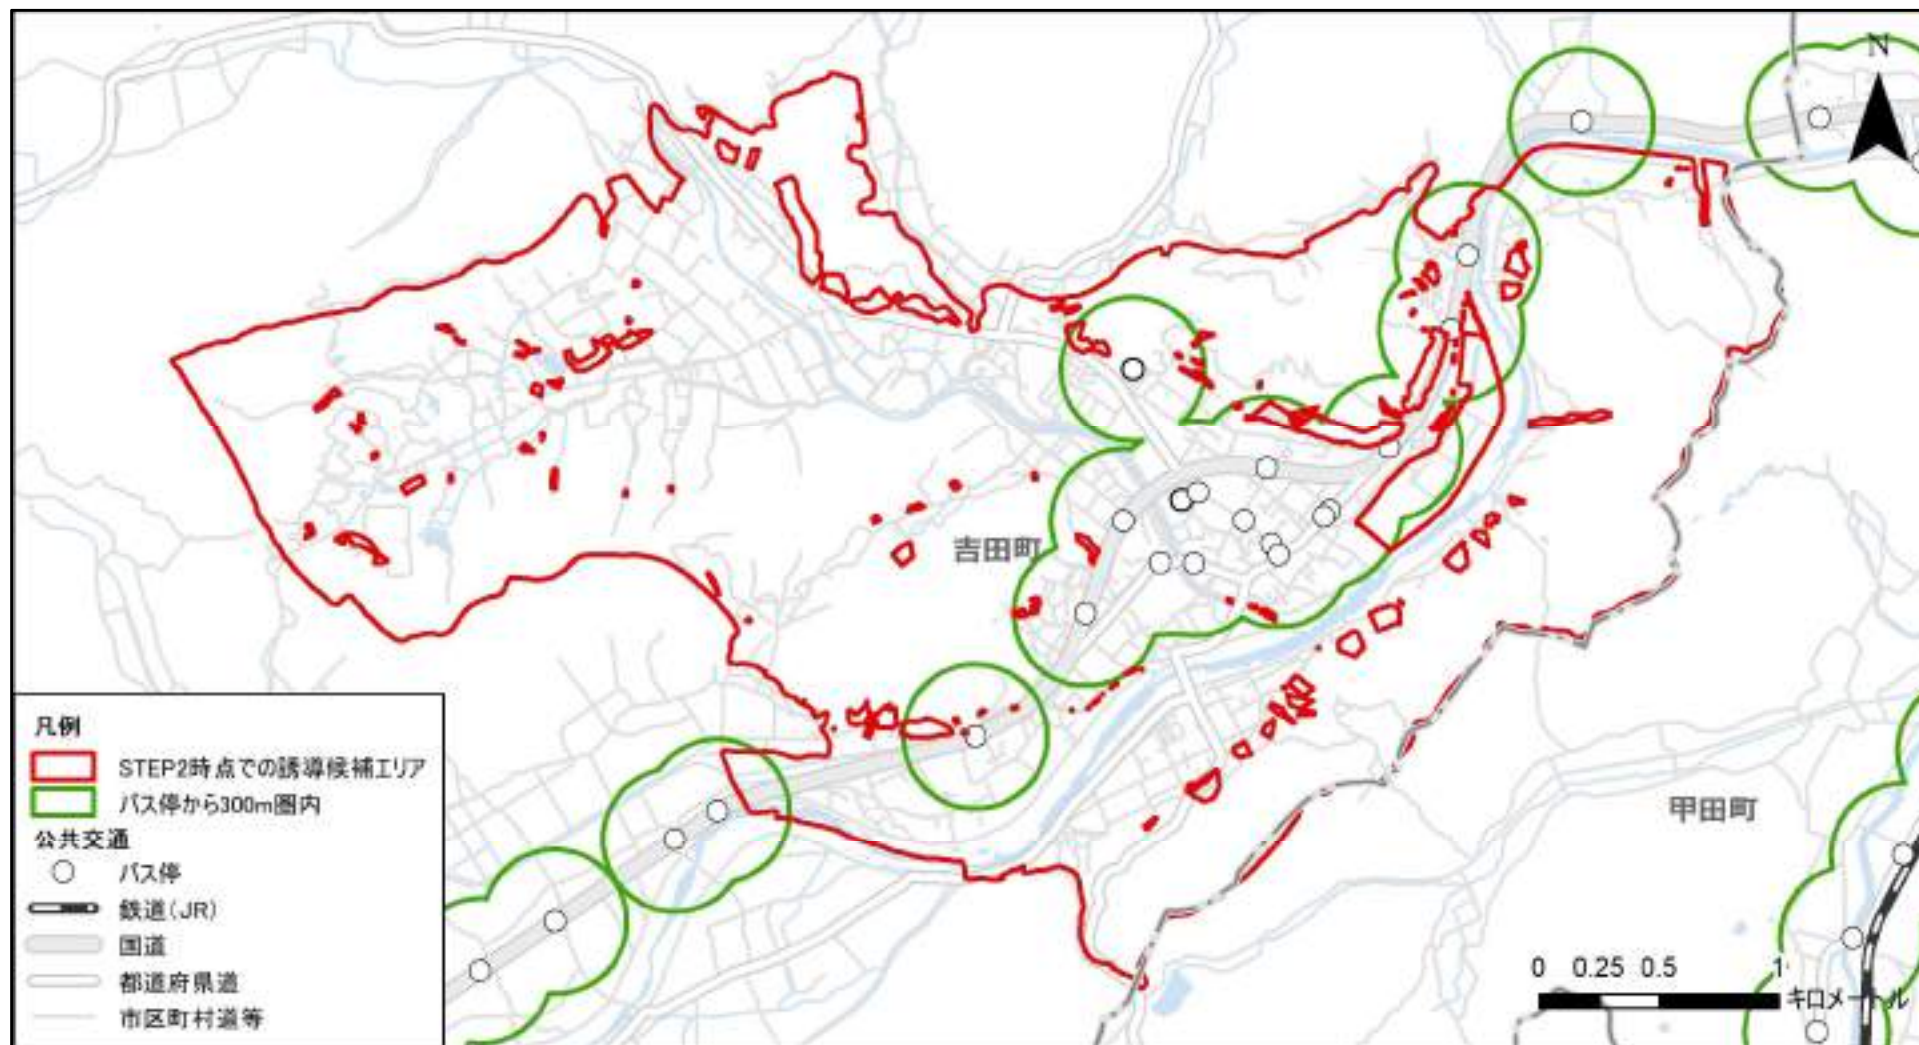 N
吉田町
甲田町
凡例
STEP2時点での誘導候補エリア
バス停から300m圏内
公共交通
バス停
鉄道(JR)
国道
都道府県道
市区町村道等
0 0.25 0.5 1
キロメートル